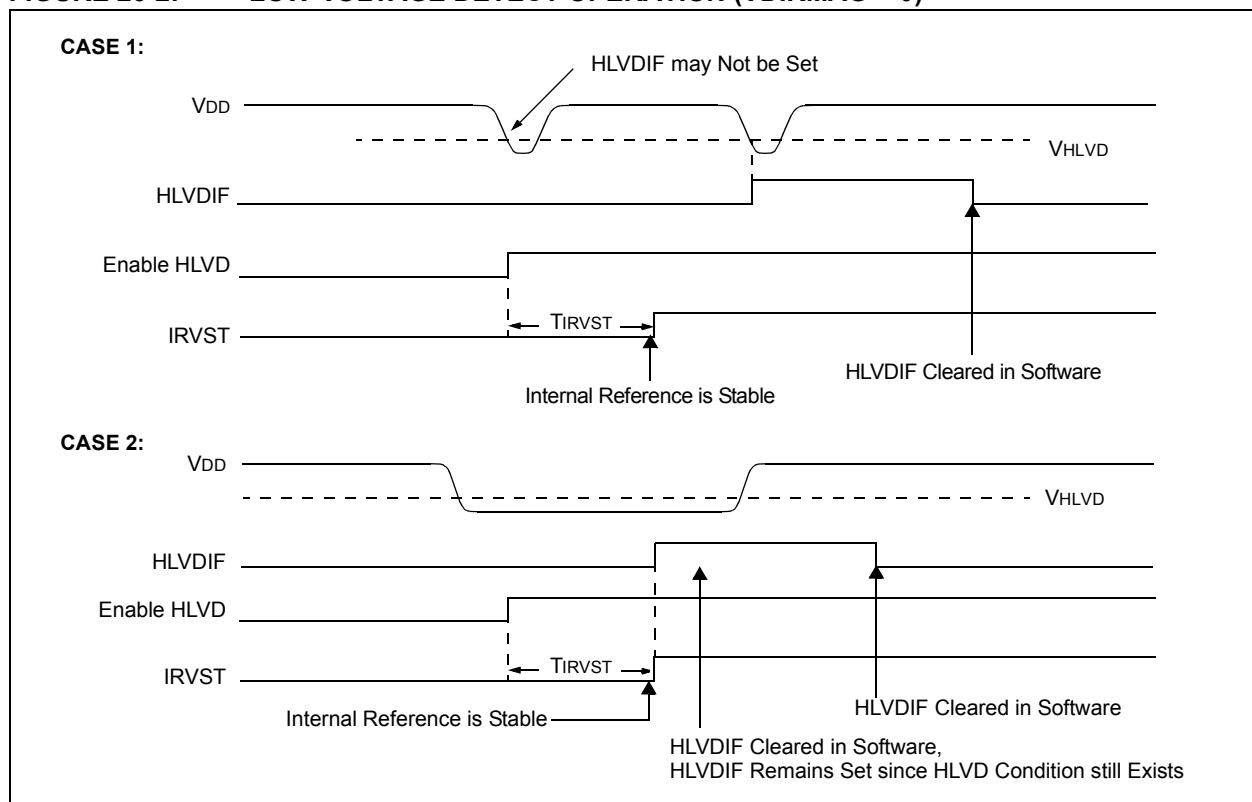 CASE 1:
HLVDIF may Not be Set
VDD
VHLVD
HLVDIF
Enable HLVD
TIRVST
IRVST
HLVDIF Cleared in Software
Internal Reference is Stable
CASE 2:
VDD
VHLVD
HLVDIF
Enable HLVD
TIRVST
IRVST
Internal Reference is Stable
HLVDIF Cleared in Software
HLVDIF Cleared in Software,
HLVDIF Remains Set since HLVD Condition still Exists